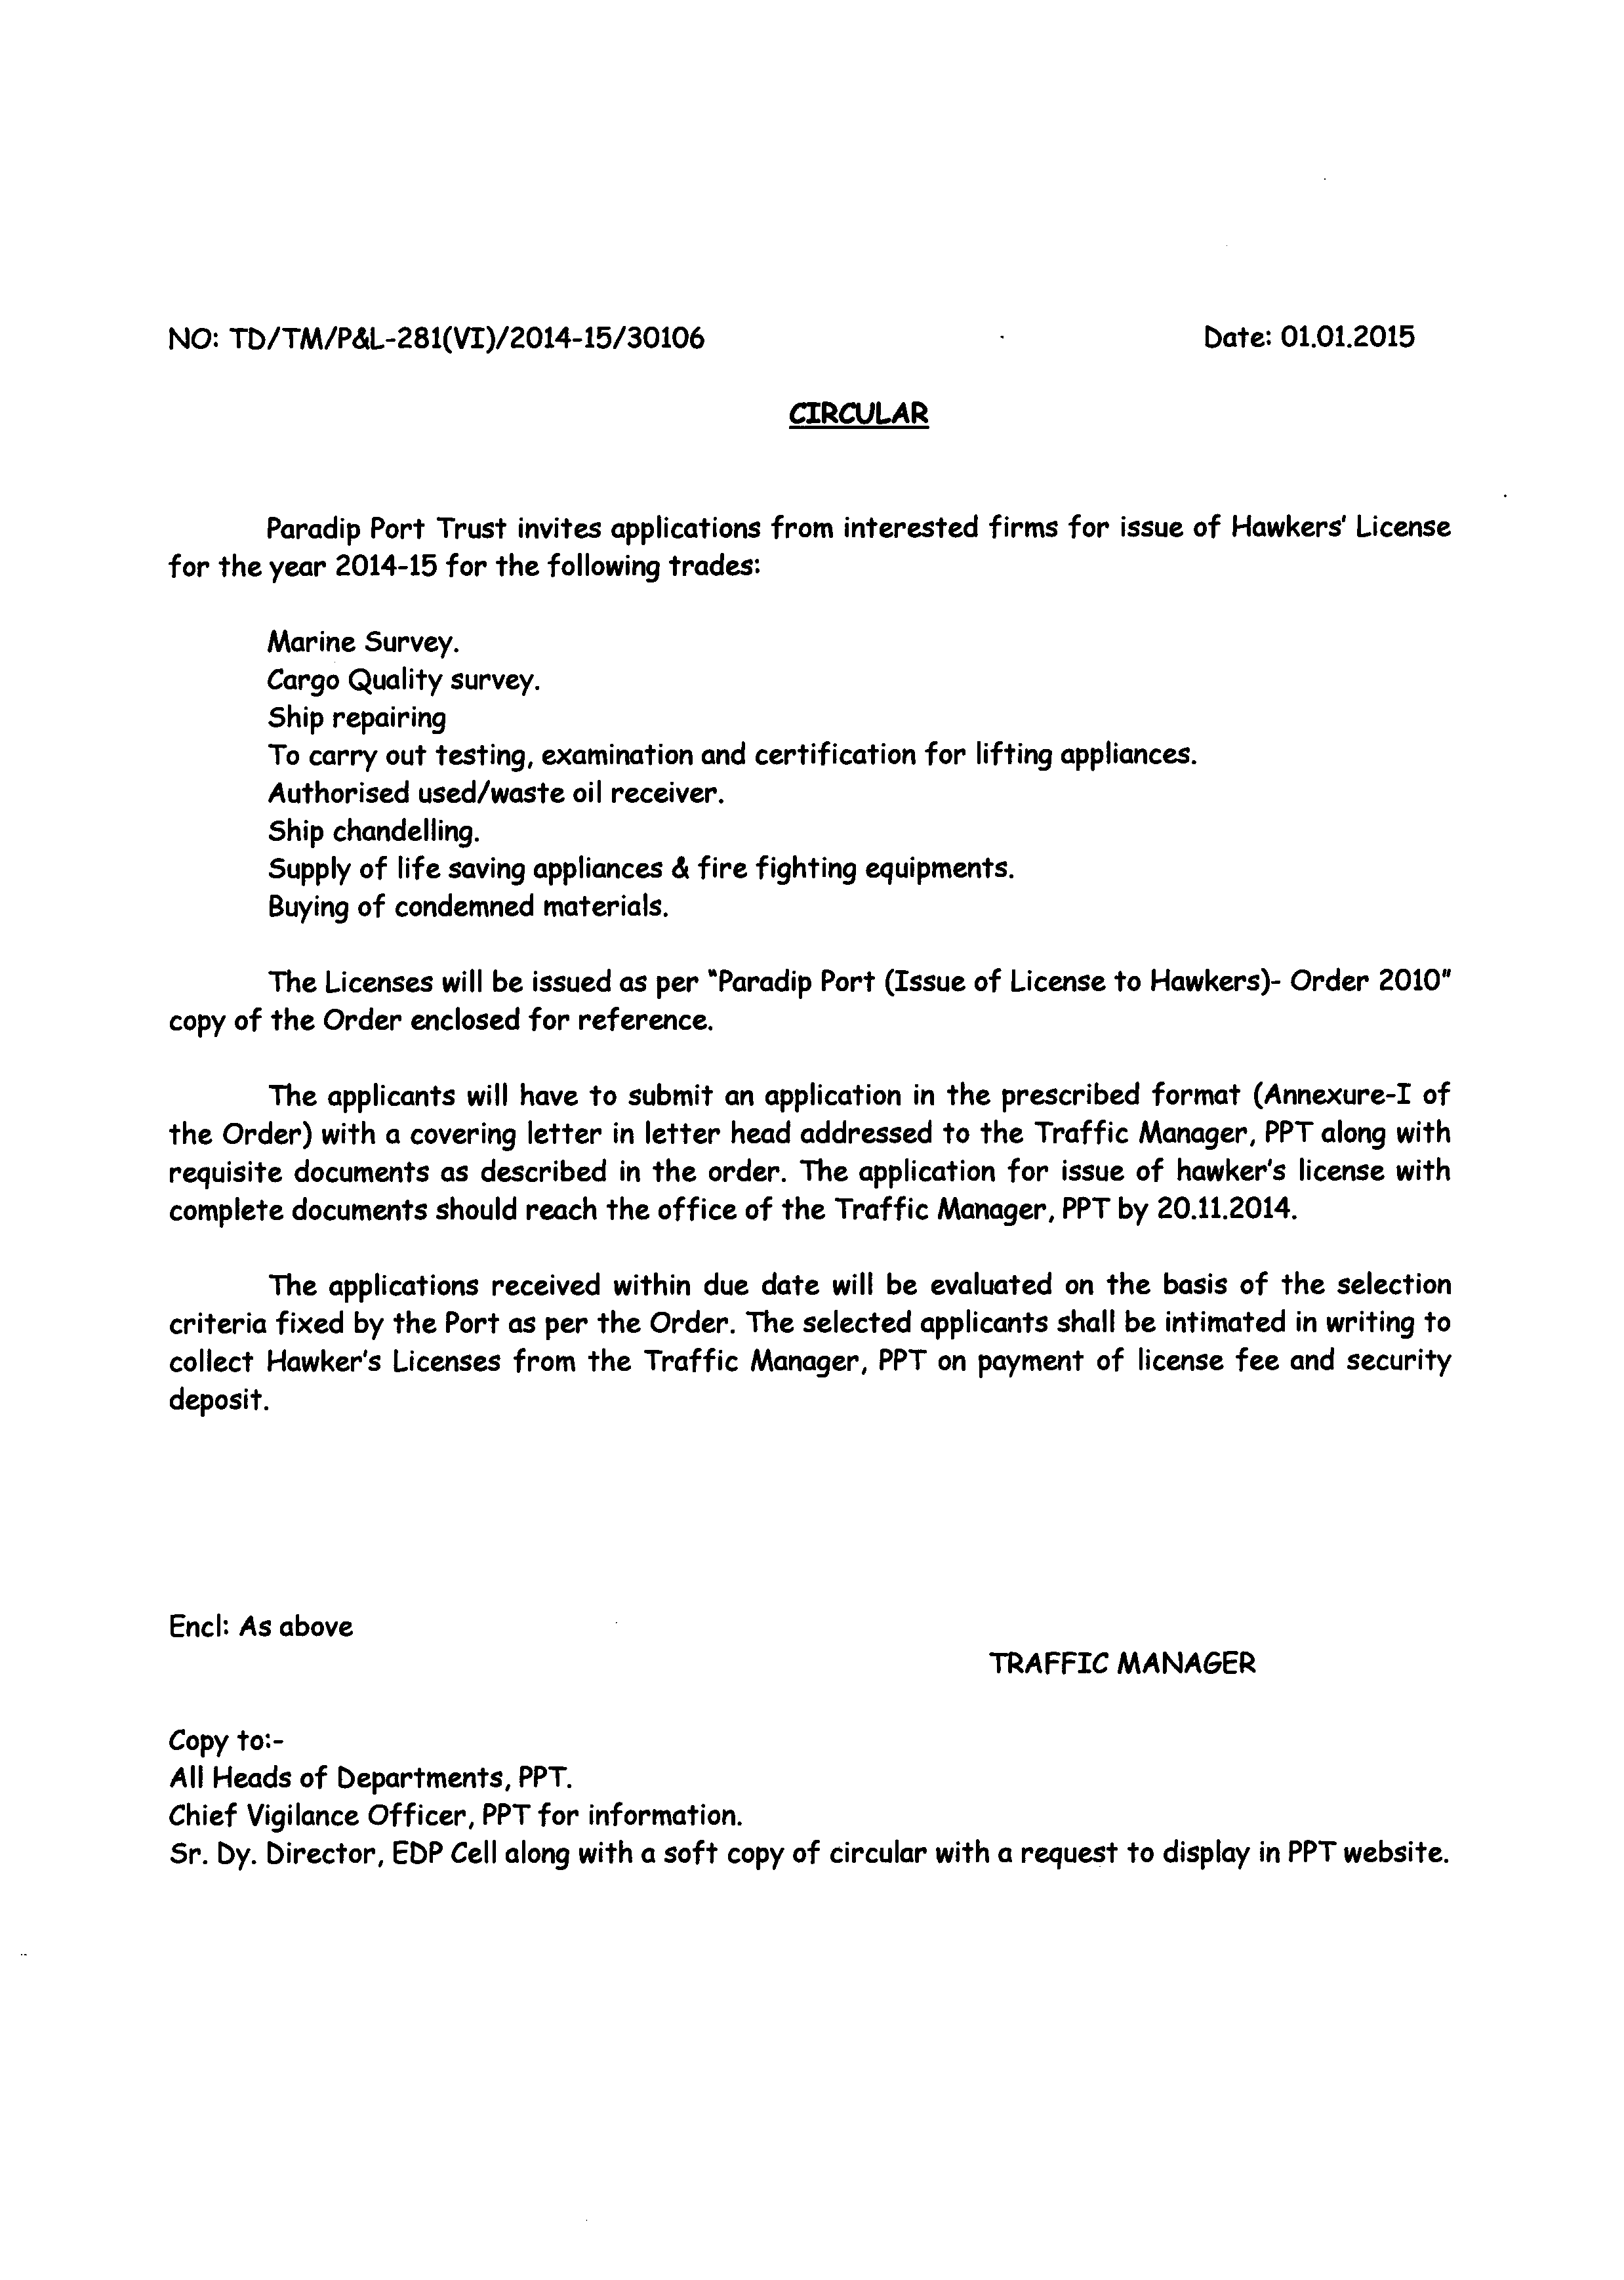 NO: TD/TM/P&L-281(VI)/2014-15/30106 Date: 01.01.2015
CIRCULAR
Paradip Port Trust invites applications from interested firms for issue of Hawkers' License
for the year 2014-15 for the following trades:
Marine Survey.
Cargo Quality survey.
Ship repairing
To carry out testing, examination and certification for lifting appliances.
Authorised used/waste oil receiver.
Ship chandelling.
Supply of life saving appliances & fire fighting equipments.
Buying of condemned materials.
The Licenses will be issued as per "Paradip Port (Issue of License to Hawkers)- Order 2010"
copy of the Order enclosed for reference.
The applicants will have to submit an application in the prescribed format (Annexure-I of
the Order) with a covering letter in letter head addressed to the Traffic Manager, PPT along with
requisite documents as described in the order. The application for issue of hawker's license with
complete documents should reach the office of the Traffic Manager, PPT by 20.11.2014.
The applications received within due date will be evaluated on the basis of the selection
criteria fixed by the Port as per the Order. The selected applicants shall be intimated in writing to
collect Hawker's Licenses from the Traffic Manager, PPT on payment of license fee and security
deposit.
Encl: As above
TRAFFIC MANAGER
Copy to:-
All Heads of Departments, PPT.
Chief Vigilance Officer, PPT for information.
Sr. Dy. Director, EDP Cell along with a soft copy of circular with a request to display in PPT website.